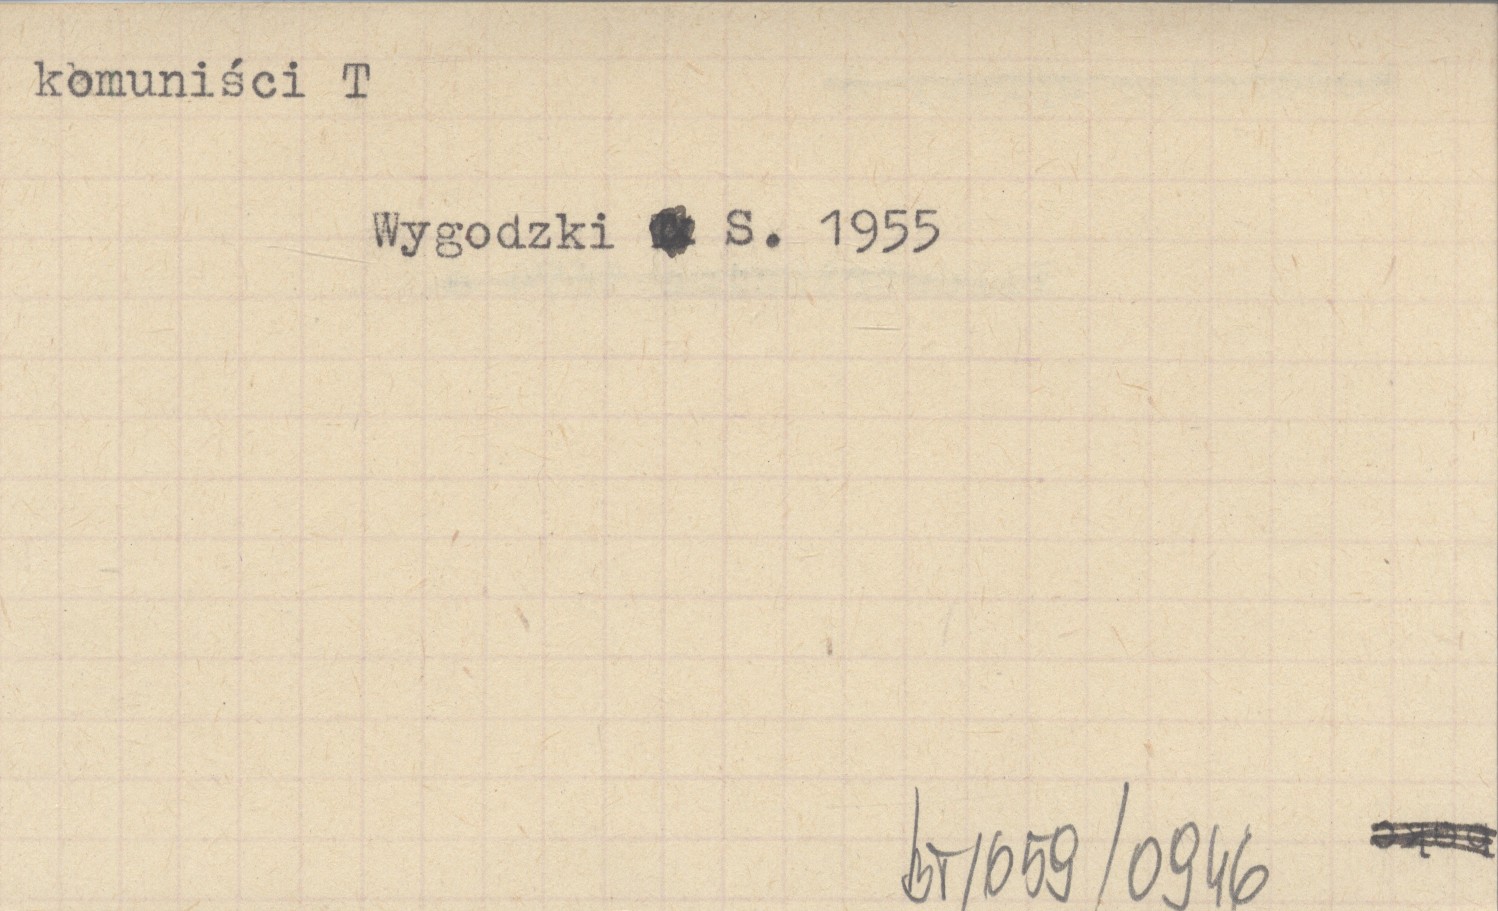 komuniści T
Wygodzki S. 1955
bT/059/0946